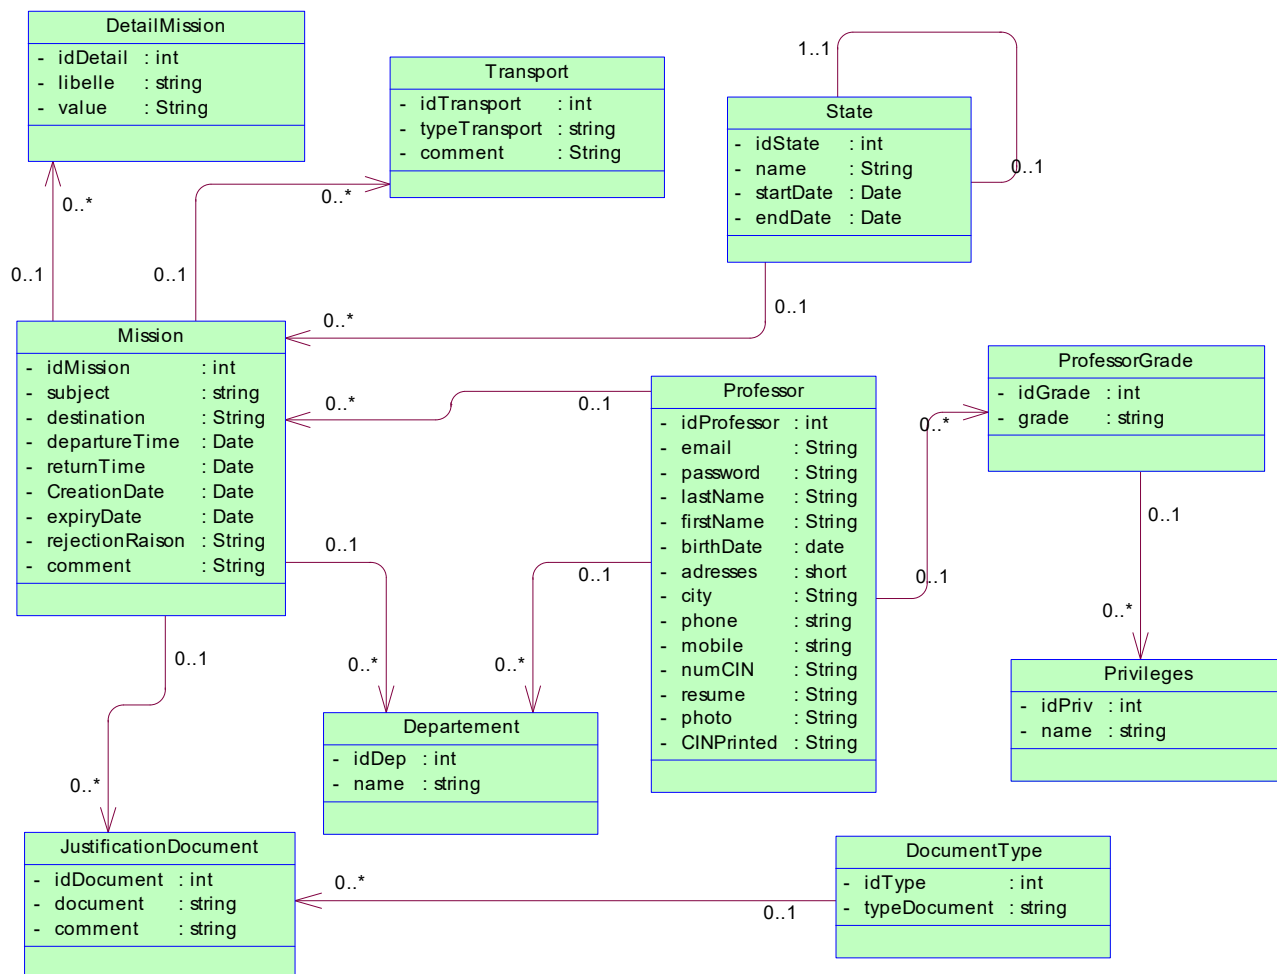 DetailMission
- idDetail : int
- libelle : string
- value : String
0..*
0..1
Transport
- idTransport : int
- typeTransport : string
- comment : String
0..*
0..1
1..1
State
- idState : int
- name : String
- startDate : Date
- endDate : Date
0..1
0..1
0..*
Mission
- idMission : int
- subject : string
- destination : String
- departureTime : Date
- returnTime : Date
- CreationDate : Date
- expiryDate : Date
- rejectionRaison : String
- comment : String
0..*
0..1
Professor
- idProfessor : int
- email : String
- password : String
- lastName : String
- firstName : String
- birthDate : date
- adresses : short
- city : String
- phone : string
- mobile : string
- numCIN : String
- resume : String
- photo : String
- CINPrinted : String
ProfessorGrade
- idGrade : int
- grade : string
0..*
0..1
0..1
0..*
Privileges
- idPriv : int
- name : string
0..1
0..*
0..1
0..*
Departement
- idDep : int
- name : string
0..1
0..*
JustificationDocument
- idDocument : int
- document : string
- comment : string
0..*
0..1
DocumentType
- idType : int
- typeDocument : string